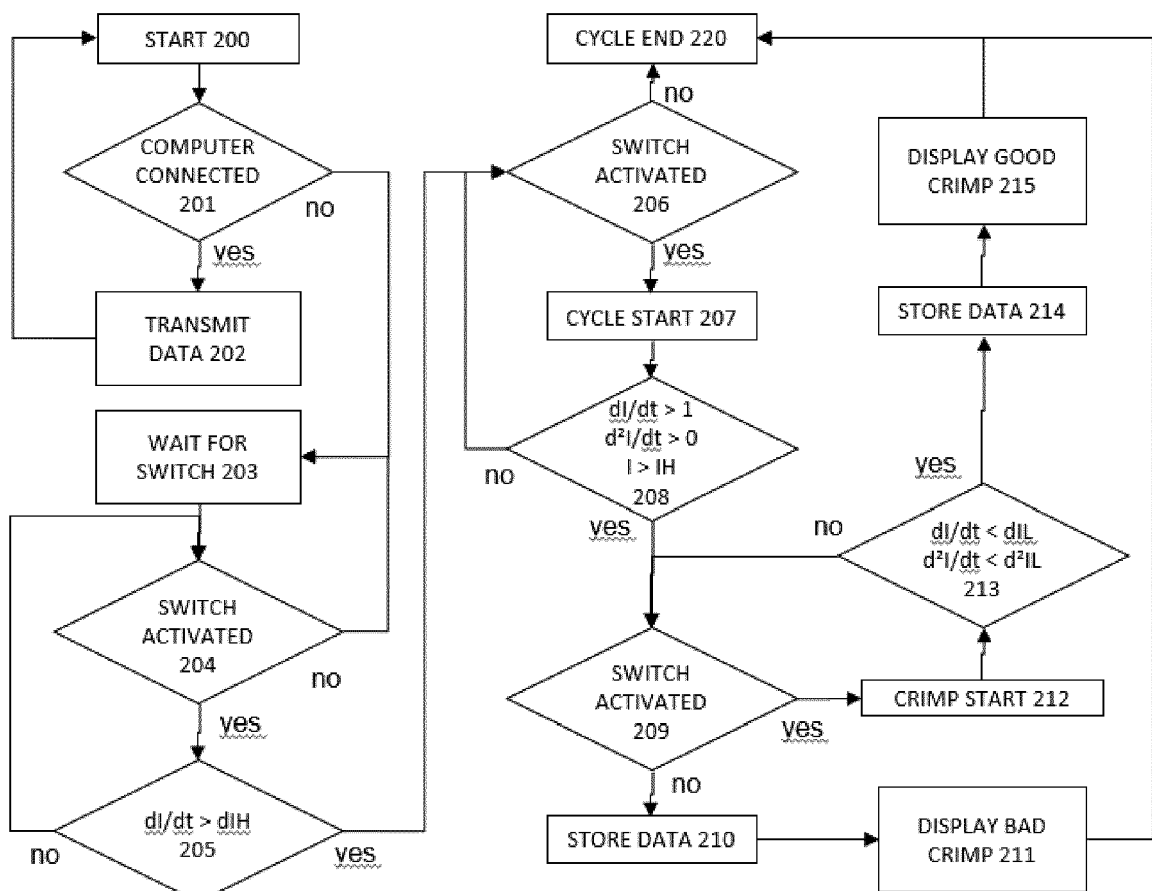 START 200
COMPUTER
CONNECTED
201
no
yes
TRANSMIT
DATA 202
WAIT FOR
SWITCH 203
SWITCH
ACTIVATED
204
no
yes
dI/dt > dIH
205
no
yes
CYCLE END 220
no
SWITCH
ACTIVATED
206
yes
CYCLE START 207
dI/dt > 1
d²I/dt > 0
I > IH
208
no
yes
SWITCH
ACTIVATED
209
yes
no
STORE DATA 210
DISPLAY BAD
CRIMP 211
CRIMP START 212
dI/dt < dIL
d²I/dt < d²IL
213
no
yes
STORE DATA 214
DISPLAY GOOD
CRIMP 215